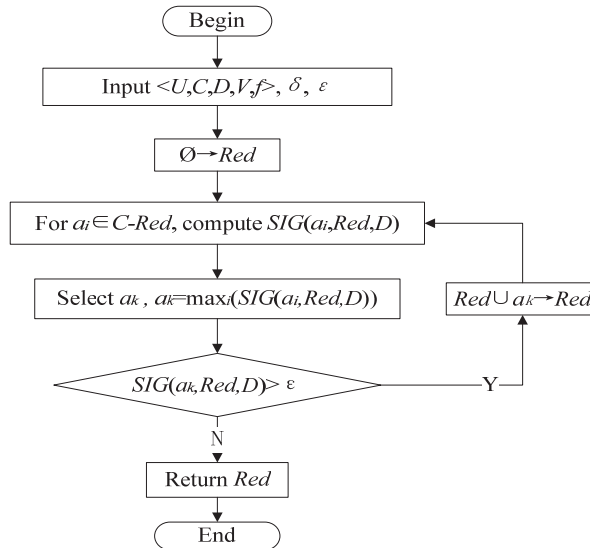 Begin
Input <U,C,D,V,f>, δ, ε
Ø→Red
For ai∈C-Red, compute SIG(ai,Red,D)
Select ak , ak=maxi(SIG(ai,Red,D))
Red∪ak→Red
SIG(ak,Red,D)> ε
Y
N
Return Red
End